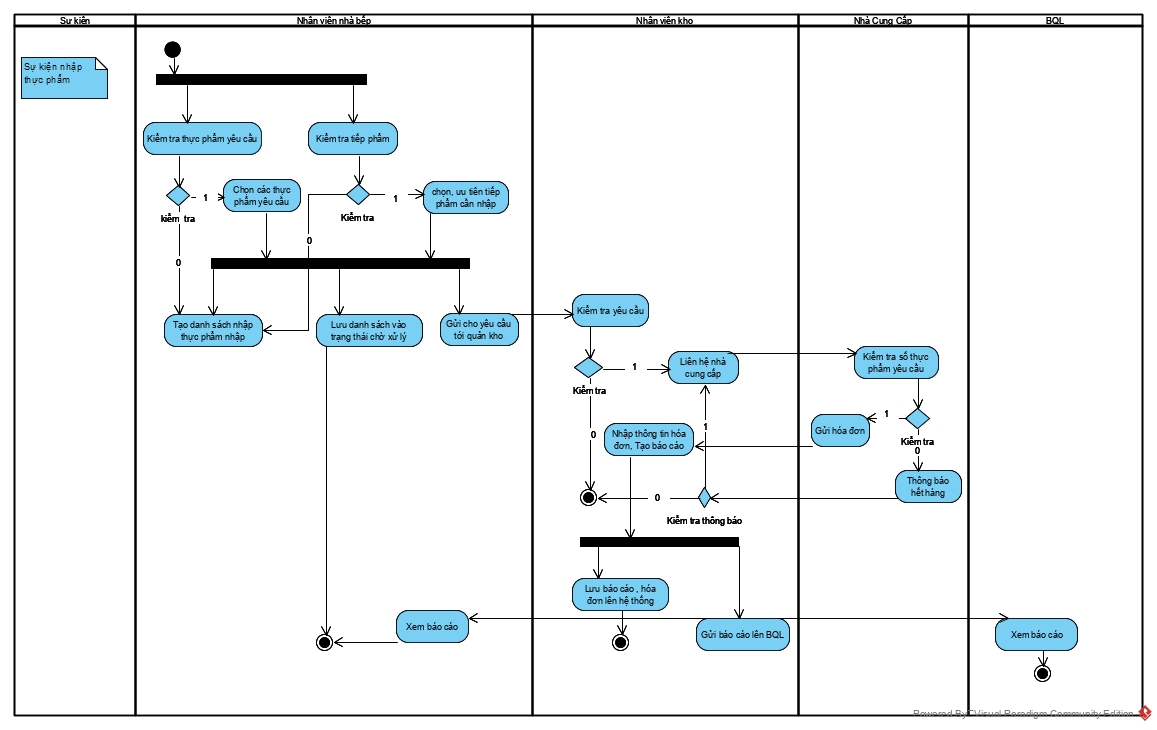 Sự kiện
Nhân viên nhà bếp
Nhân viên kho
Nhà Cung Cấp
BQL
Sự kiện nhập
thực phẩm
Kiểm tra thực phẩm yêu cầu
Kiểm tra tiếp phẩm
1
Chọn các thực
phẩm yêu cầu
kiểm tra
1
chọn, ưu tiên tiếp
phẩm cần nhập
Kiểm tra
0
0
Tạo danh sách nhập
thực phẩm nhập
Lưu danh sách vào
trạng thái chờ xử lý
Gửi cho yêu cầu
tới quản kho
Kiểm tra yêu cầu
1
Kiểm tra
Liên hệ nhà
cung cấp
Kiểm tra số thực
phẩm yêu cầu
1
Gửi hóa đơn
Kiểm tra
0
0
Nhập thông tin hóa
đơn, Tạo báo cáo
1
Thông báo
hết hàng
0
Kiểm tra thông báo
Lưu báo cáo , hóa
đơn lên hệ thống
Xem báo cáo
Gửi báo cáo lên BQL
Xem báo cáo
Powered By Visual Paradigm Community Edition